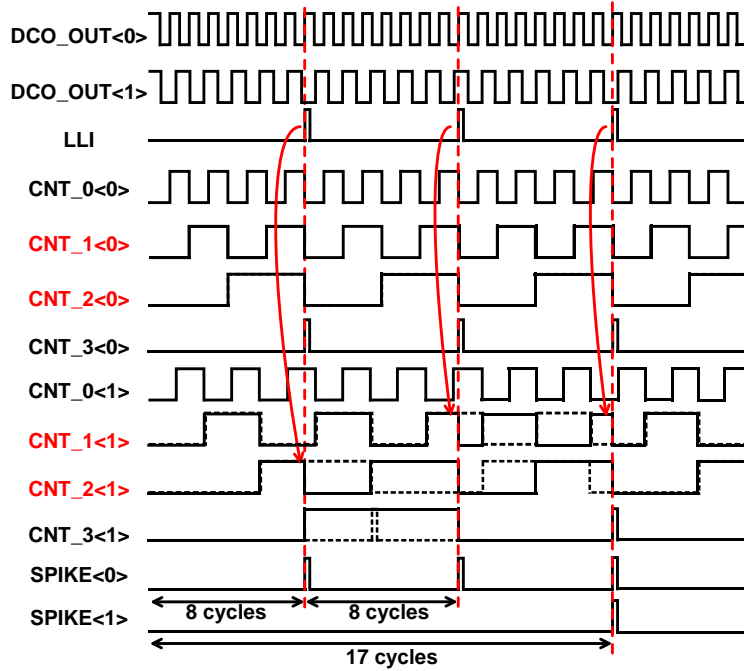 DCO_OUT<0>
DCO_OUT<1>
LLI
CNT_0<0>
CNT_1<0>
CNT_2<0>
CNT_3<0>
CNT_0<1>
CNT_1<1>
CNT_2<1>
CNT_3<1>
SPIKE<0>
8 cycles 8 cycles
SPIKE<1>
17 cycles